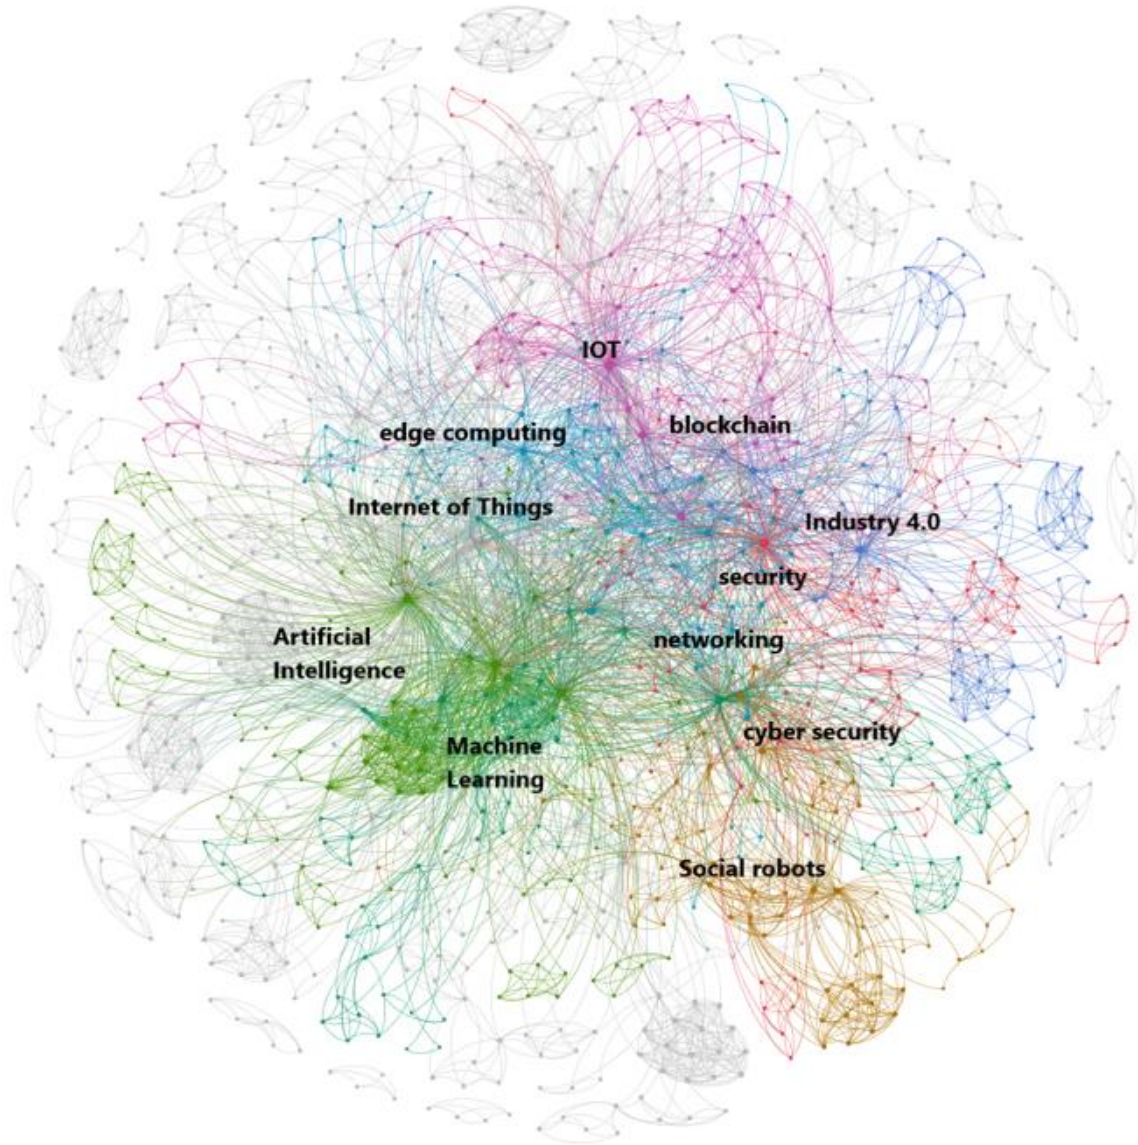 IOT
blockchain
edge computing
Internet of Things
Industry 4.0
security
Artificial
Intelligence
networking
cyber security
Machine
Learning
Social robots